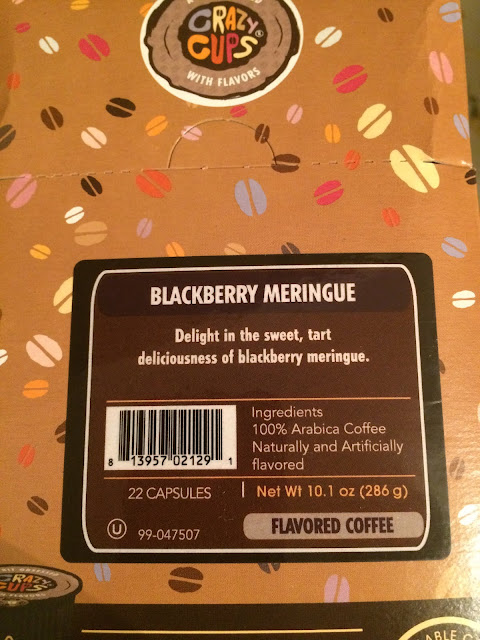 CRAZY
CUPS®
WITH FLAVORS
BLACKBERRY MERINGUE
Delight in the sweet, tart
deliciousness of blackberry meringue.
Ingredients
100% Arabica Coffee
Naturally and Artificially
flavored
8 13957 02129 1
22 CAPSULES | Net Wt 10.1 oz (286 g)
U 99-047507
FLAVORED COFFEE
CRAZY
CUPS